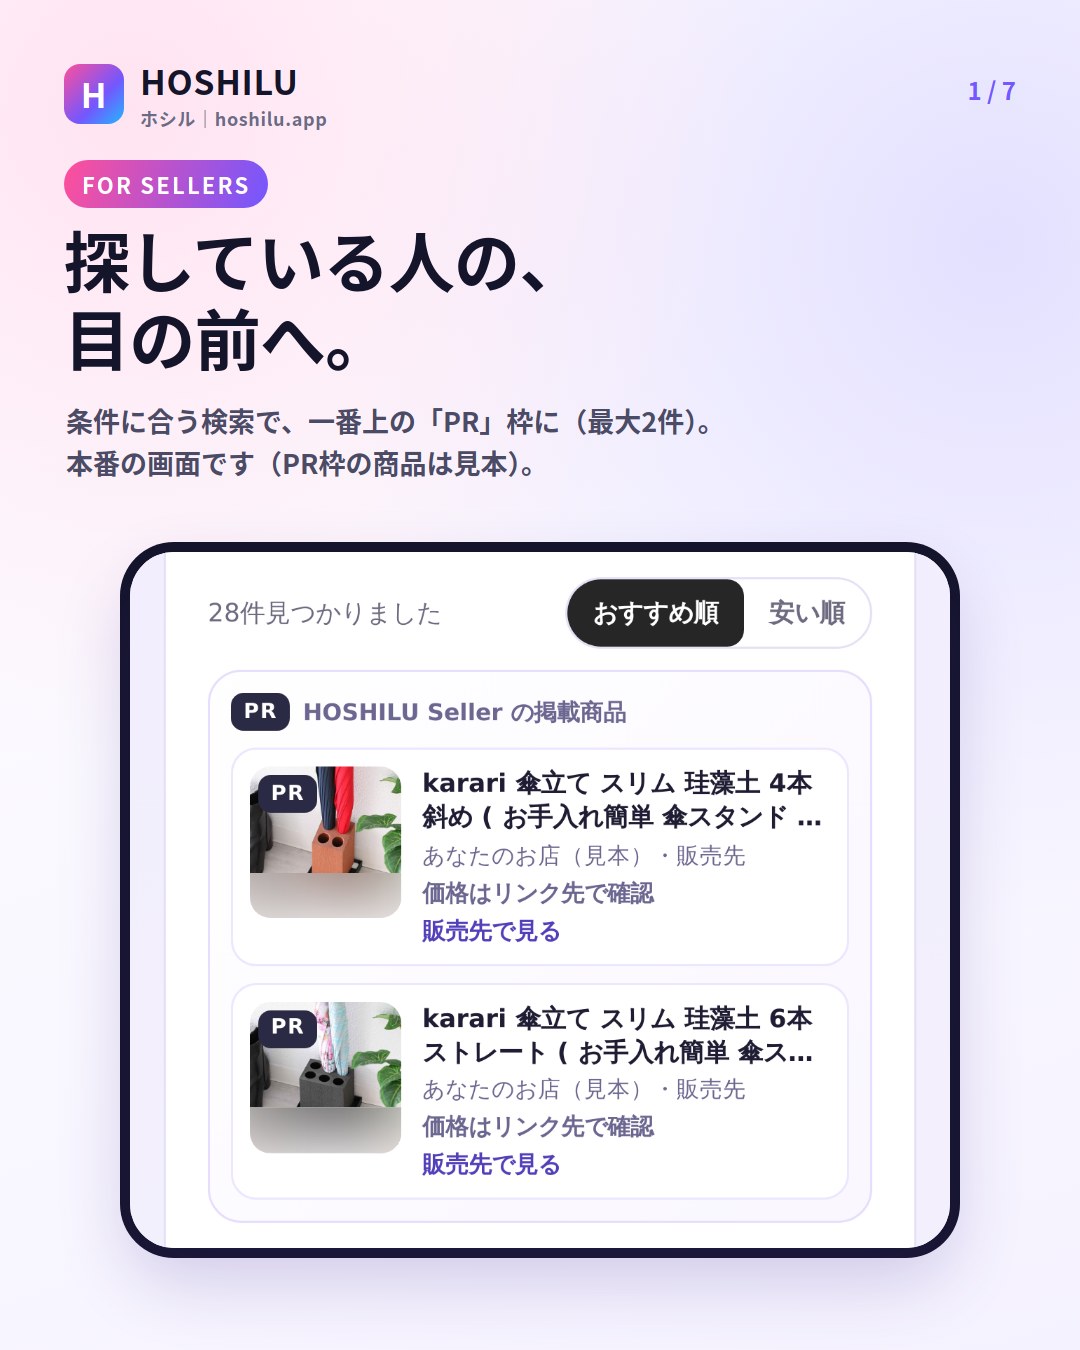 H
HOSHILU
ホシル｜hoshilu.app
1 / 7
FOR SELLERS
探している人の、
目の前へ。
条件に合う検索で、一番上の「PR」枠に（最大2件）。
本番の画面です（PR枠の商品は見本）。
28件見つかりました
おすすめ順
安い順
PR HOSHILU Seller の掲載商品
PR
karari 傘立て スリム 珪藻土 4本
斜め ( お手入れ簡単 傘スタンド ...
あなたのお店（見本）・販売先
価格はリンク先で確認
販売先で見る
PR
karari 傘立て スリム 珪藻土 6本
ストレート ( お手入れ簡単 傘ス...
あなたのお店（見本）・販売先
価格はリンク先で確認
販売先で見る